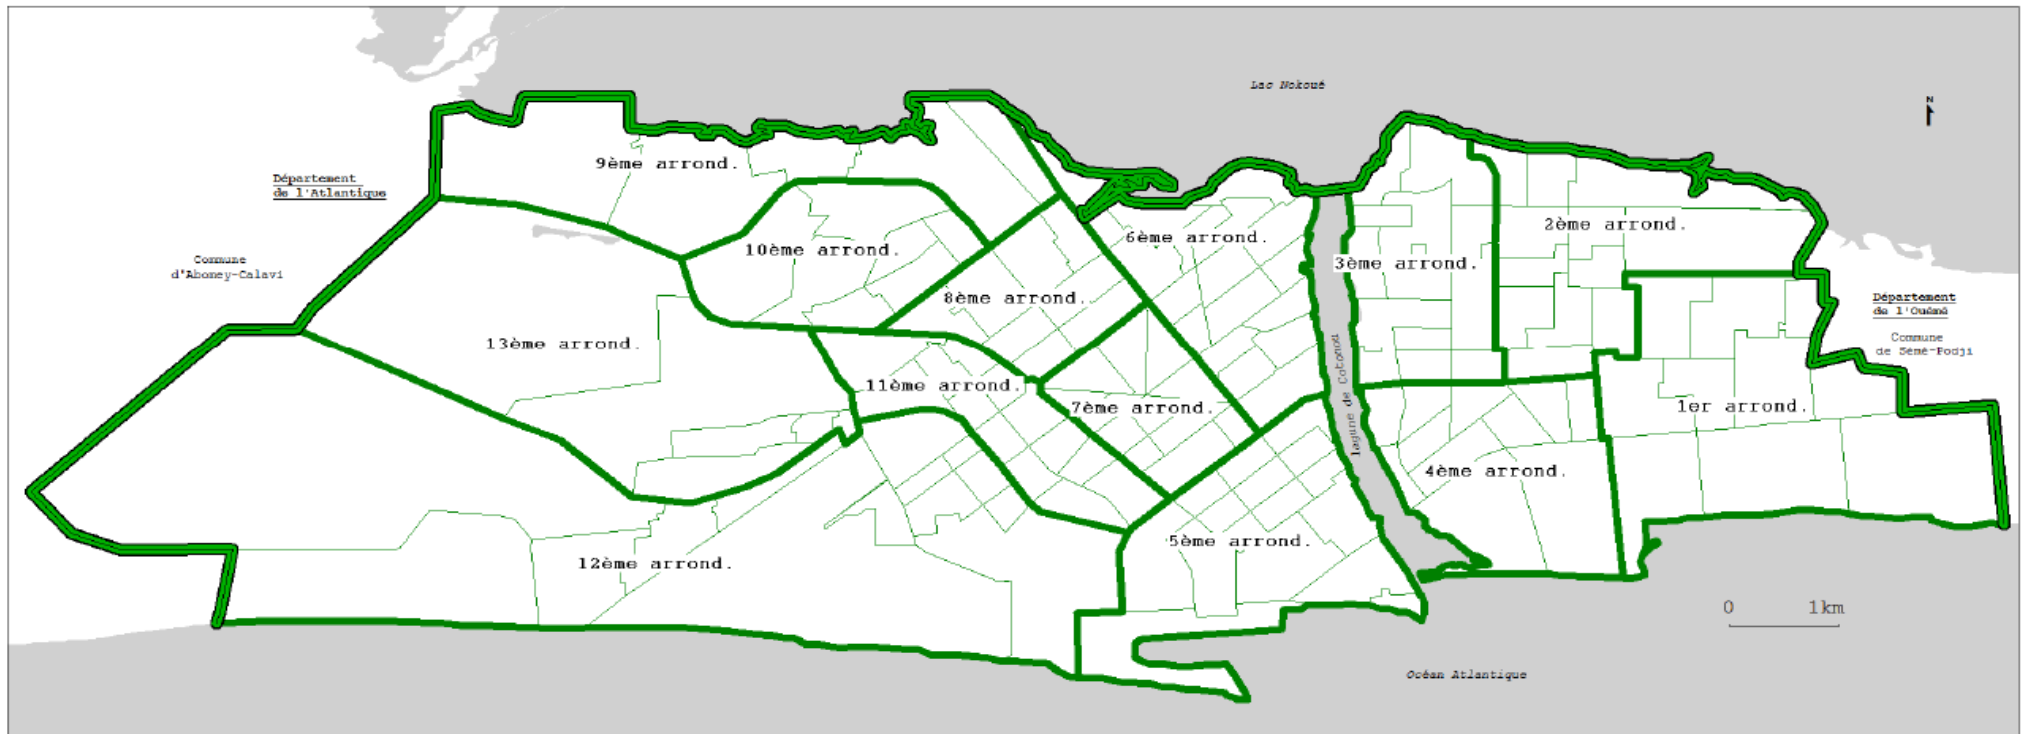 Lac Nokoué
N
9ème arrond.
Département
de l'Atlantique
2ème arrond.
6ème arrond.
10ème arrond.
Commune
d'Abomey-Calavi
3ème arrond.
8ème arrond.
Département
de l'Ouémé
Commune
de Sèmè-Podji
13ème arrond.
11ème arrond.
lagune de Cotonou
7ème arrond.
1er arrond.
4ème arrond.
5ème arrond.
12ème arrond.
0 1km
Océan Atlantique